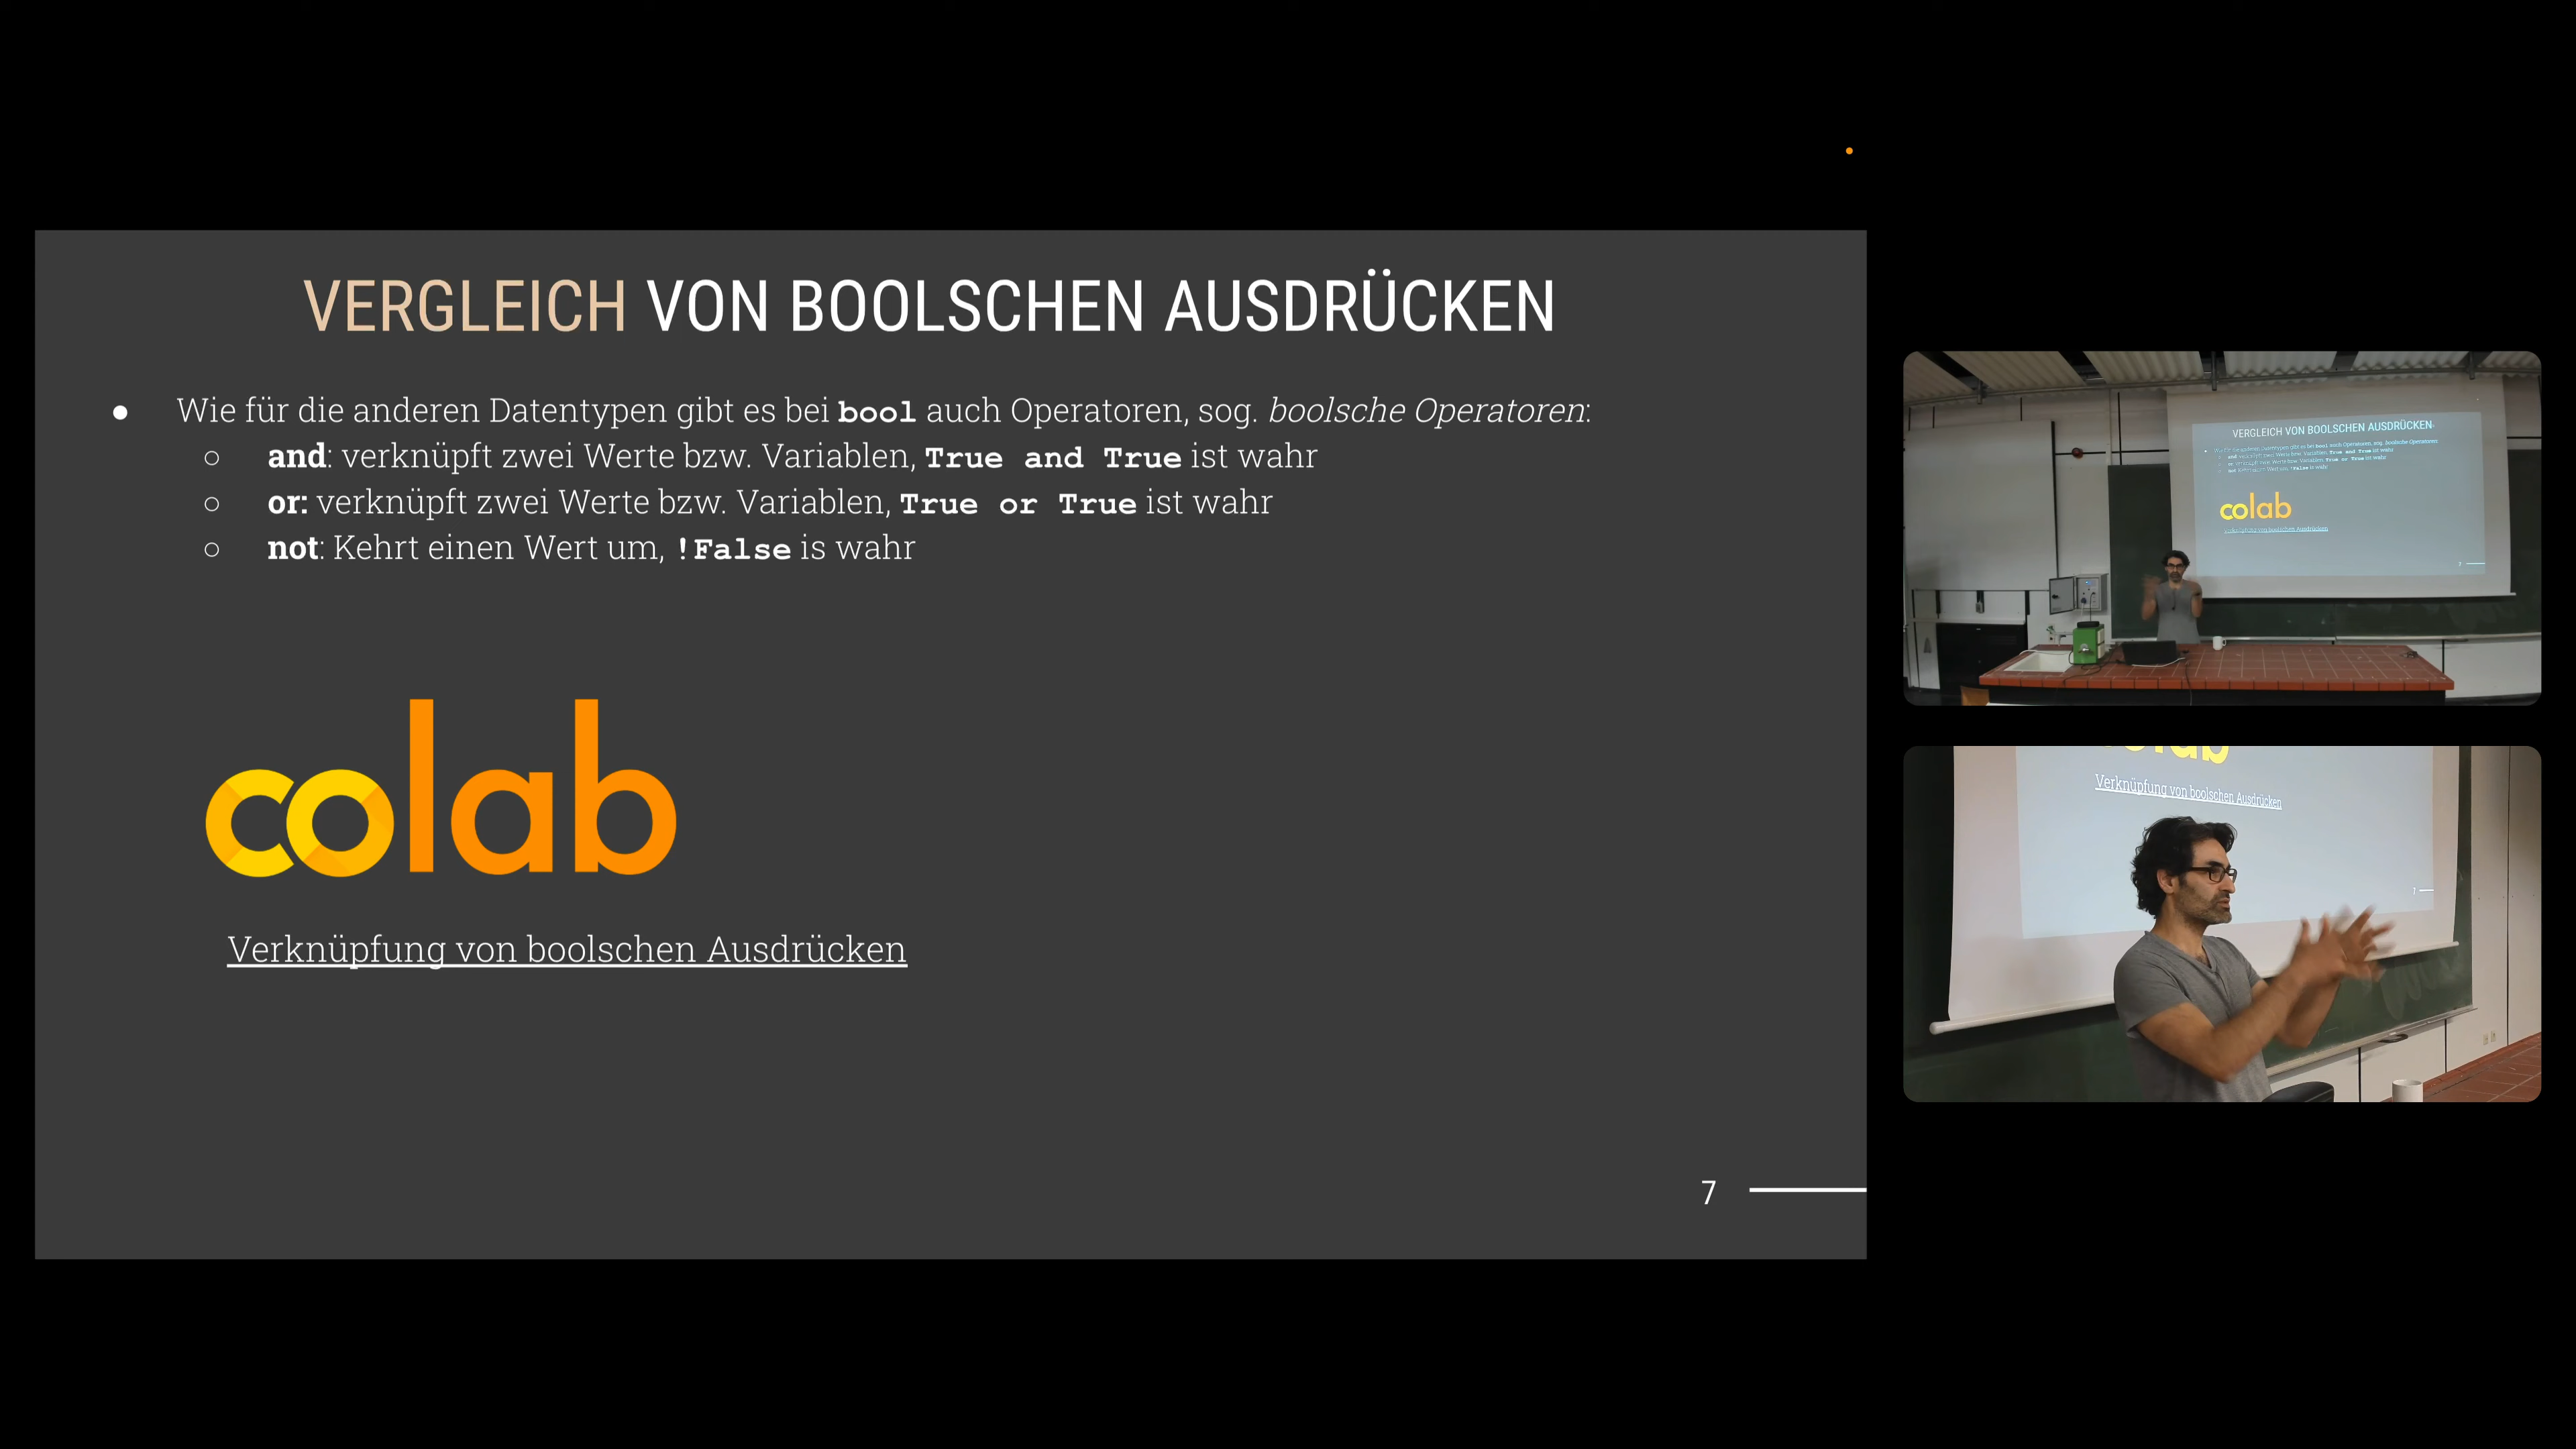 VERGLEICH VON BOOLSCHEN AUSDRÜCKEN
● Wie für die anderen Datentypen gibt es bei bool auch Operatoren, sog. boolsche Operatoren:
○ and: verknüpft zwei Werte bzw. Variablen, True and True ist wahr
○ or: verknüpft zwei Werte bzw. Variablen, True or True ist wahr
○ not: Kehrt einen Wert um, !False is wahr
colab
Verknüpfung von boolschen Ausdrücken
7
VERGLEICH VON BOOLSCHEN AUSDRÜCKEN
colab
Verknüpfung von boolschen Ausdrücken
7